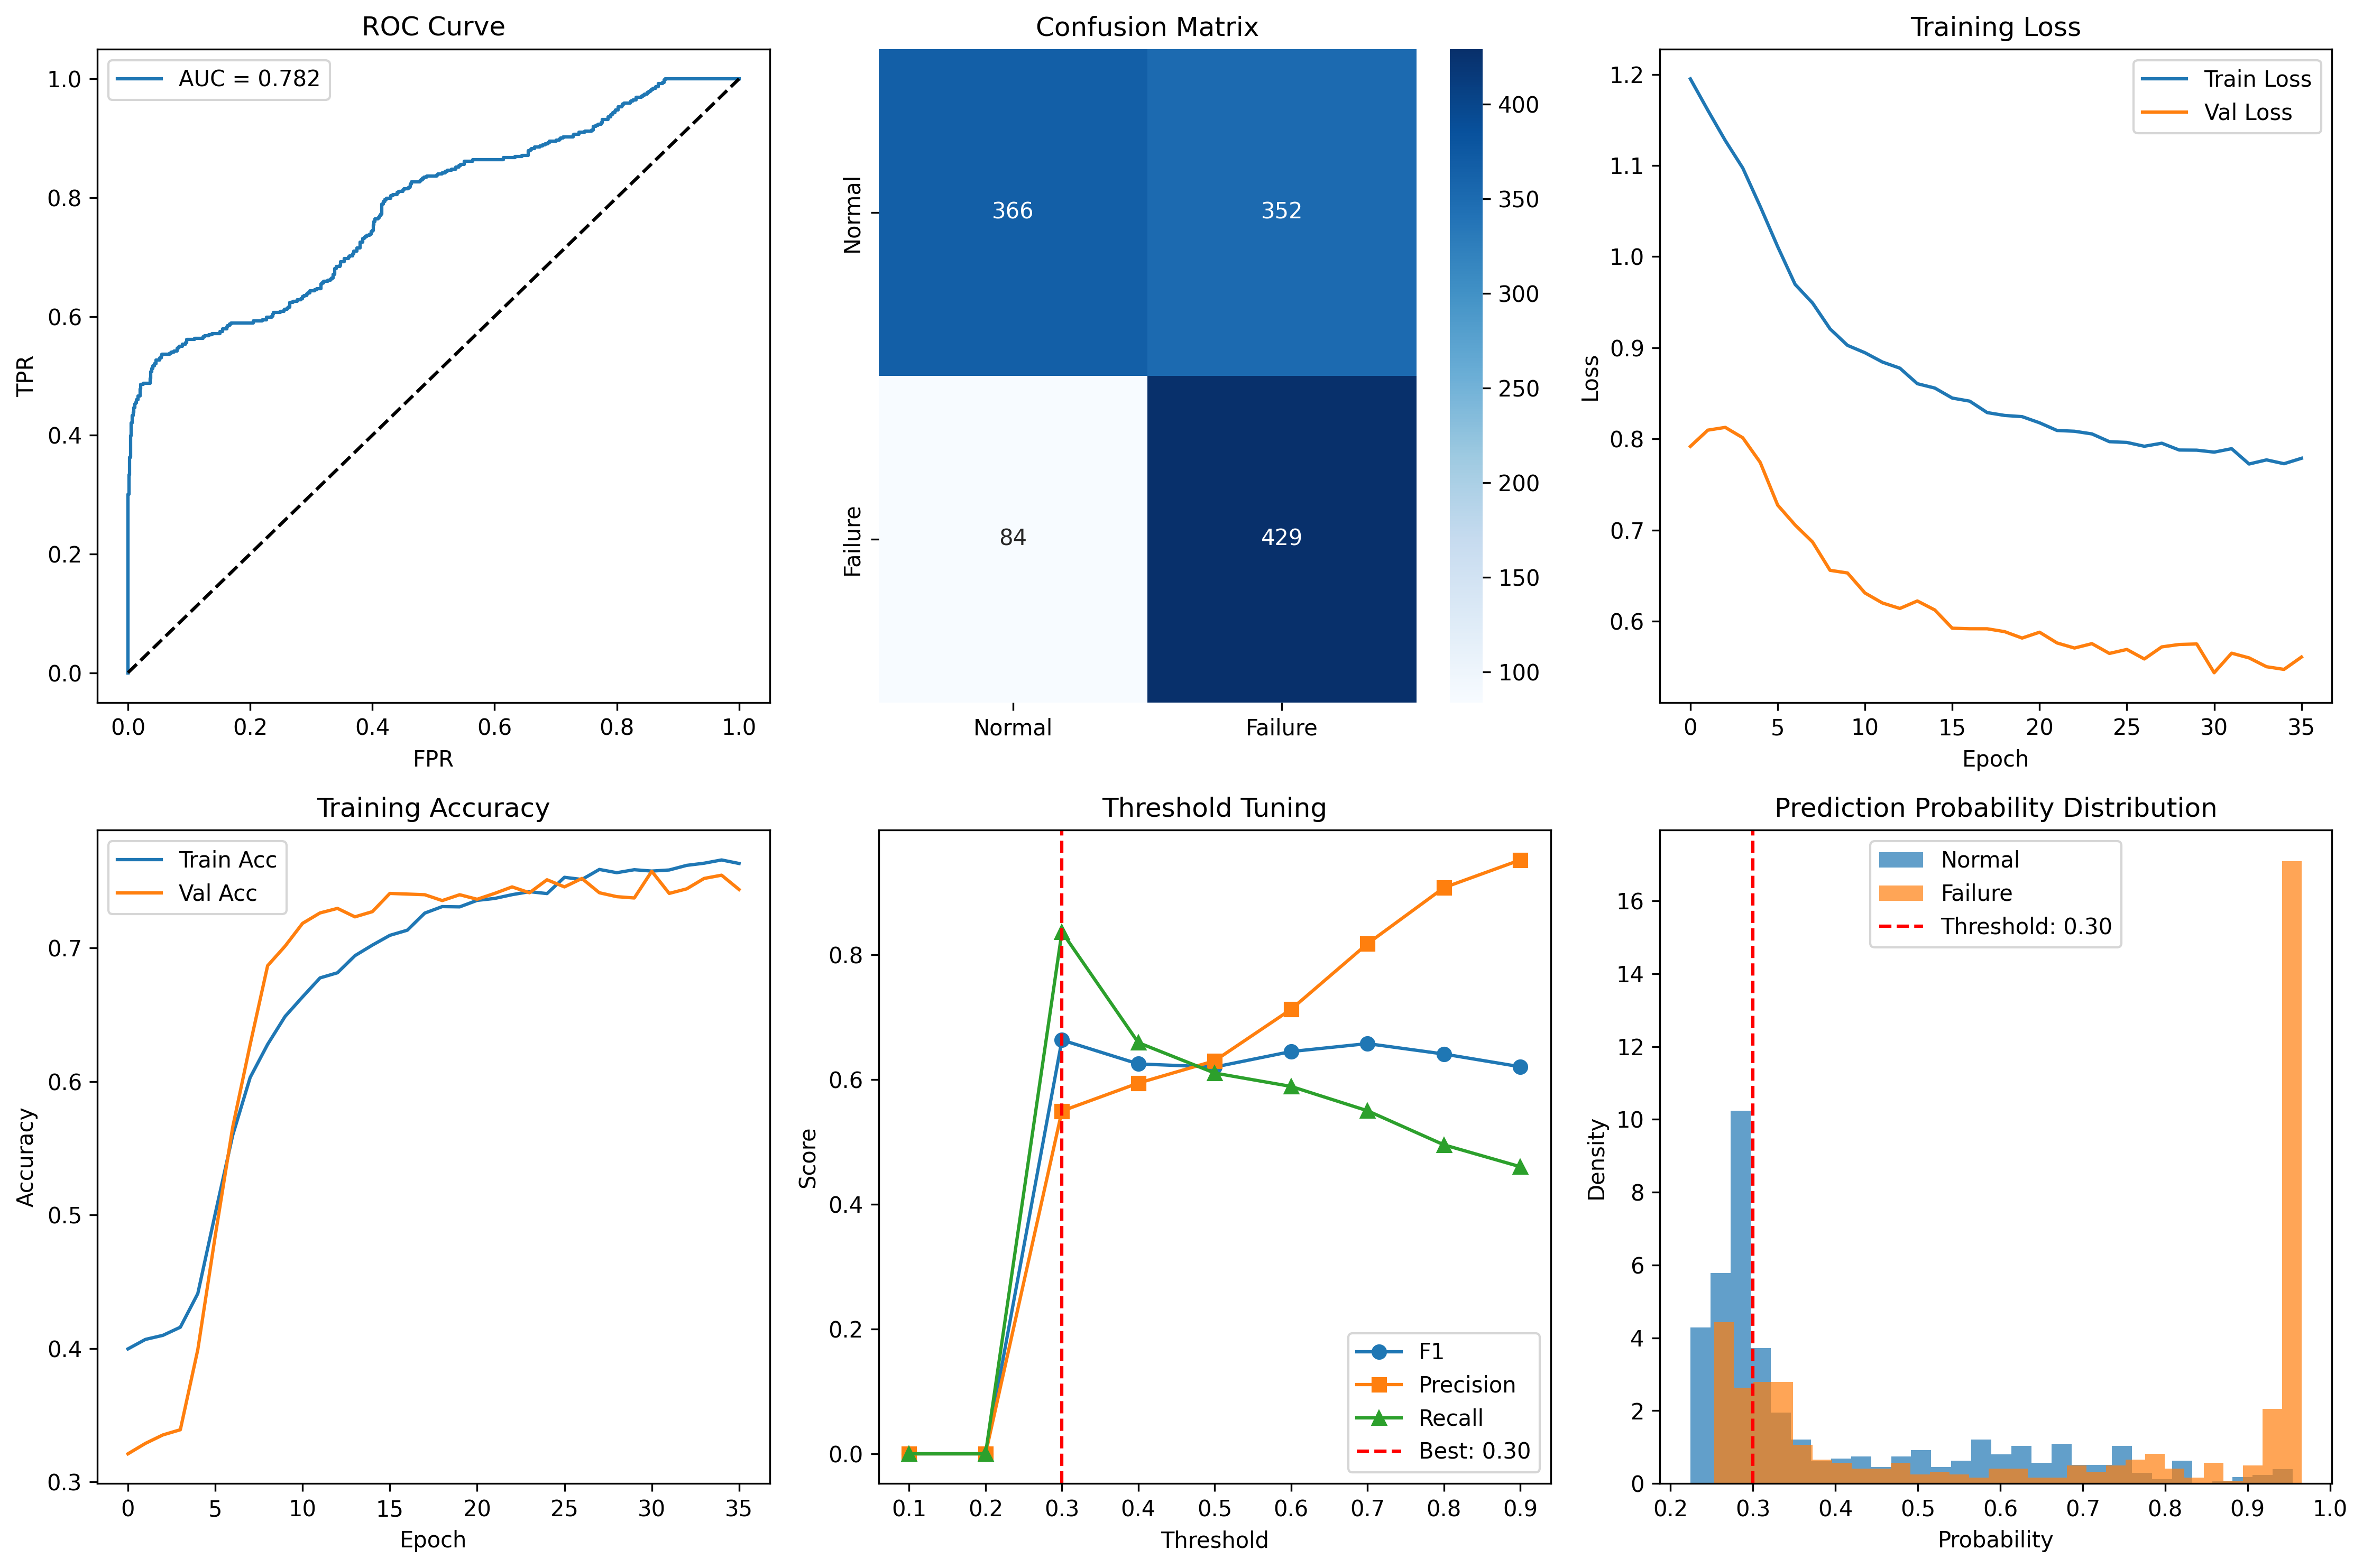 ROC Curve
AUC = 0.782
1.0
0.8
0.6
0.4
0.2
0.0
TPR
0.0 0.2 0.4 0.6 0.8 1.0
FPR
Confusion Matrix
Normal
Failure
366 352
84 429
Normal Failure
400
350
300
250
200
150
100
Training Loss
Train Loss
Val Loss
1.2
1.1
1.0
0.9
0.8
0.7
0.6
Loss
0 5 10 15 20 25 30 35
Epoch
Training Accuracy
Train Acc
Val Acc
0.7
0.6
0.5
0.4
0.3
Accuracy
0 5 10 15 20 25 30 35
Epoch
Threshold Tuning
0.8
0.6
0.4
0.2
0.0
Score
F1
Precision
Recall
Best: 0.30
0.1 0.2 0.3 0.4 0.5 0.6 0.7 0.8 0.9
Threshold
Prediction Probability Distribution
Normal
Failure
Threshold: 0.30
16
14
12
10
8
6
4
2
0
Density
0.2 0.3 0.4 0.5 0.6 0.7 0.8 0.9 1.0
Probability